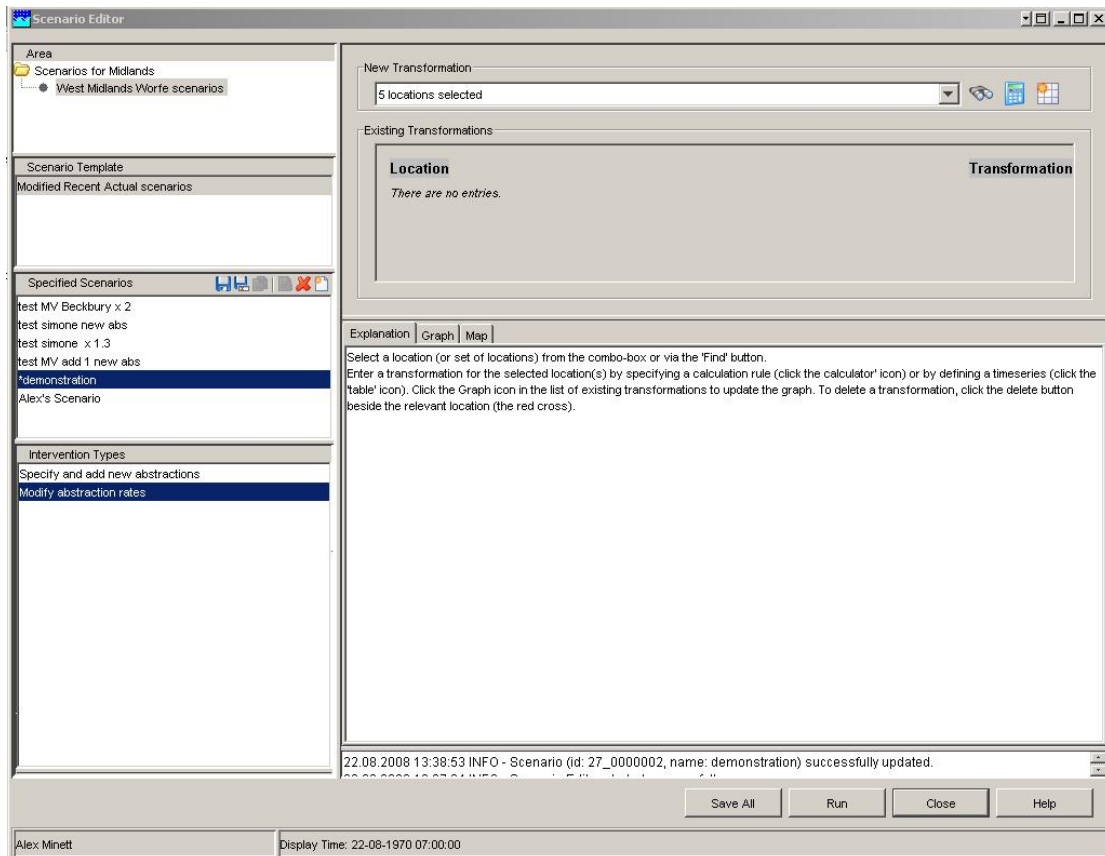 Scenario Editor
Area
Scenarios for Midlands
West Midlands Worfe scenarios
Scenario Template
Modified Recent Actual scenarios
Specified Scenarios
test MV Beckbury x 2
test simone new abs
test simone x 1.3
test MV add 1 new abs
*demonstration
Alex's Scenario
Intervention Types
Specify and add new abstractions
Modify abstraction rates
New Transformation
5 locations selected
Existing Transformations
Location Transformation
There are no entries.
Explanation Graph Map
Select a location (or set of locations) from the combo-box or via the 'Find' button.
Enter a transformation for the selected location(s) by specifying a calculation rule (click the calculator' icon) or by defining a timeseries (click the
'table' icon). Click the Graph icon in the list of existing transformations to update the graph. To delete a transformation, click the delete button
beside the relevant location (the red cross).
22.08.2008 13:38:53 INFO - Scenario (id: 27_0000002, name: demonstration) successfully updated.
Save All Run Close Help
Alex Minett Display Time: 22-08-1970 07:00:00